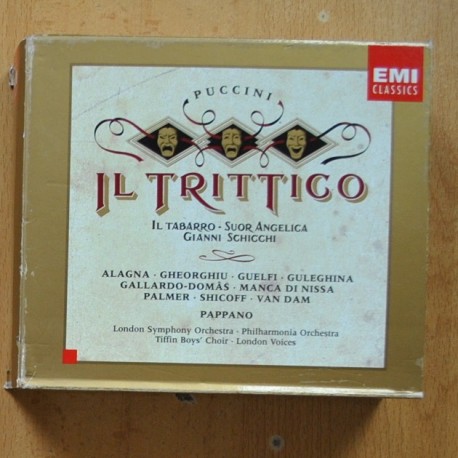 EMI
CLASSICS
PUCCINI
IL TRITTICO
IL TABARRO · SUOR ANGELICA
GIANNI SCHICCHI
ALAGNA · GHEORGHIU · GUELFI · GULEGHINA
GALLARDO-DOMÂS · MANCA DI NISSA
PALMER · SHICOFF · VAN DAM
PAPPANO
London Symphony Orchestra · Philharmonia Orchestra
Tiffin Boys' Choir · London Voices